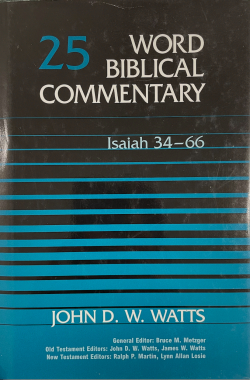 25 WORD
BIBLICAL
COMMENTARY
Isaiah 34–66
JOHN D. W. WATTS
General Editor: Bruce M. Metzger
Old Testament Editors: John D. W. Watts, James W. Watts
New Testament Editors: Ralph P. Martin, Lynn Allan Losie